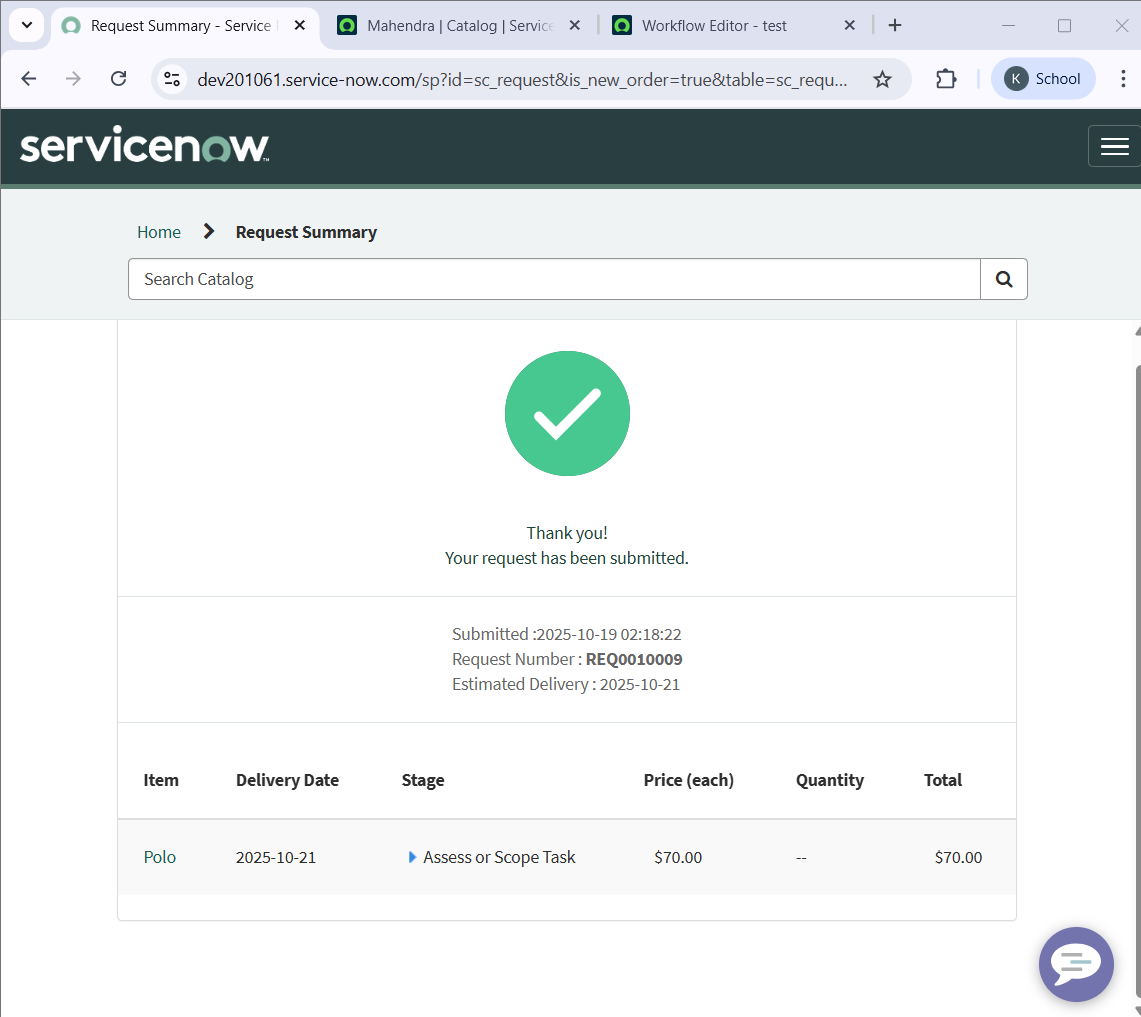 Request Summary - Service
Mahendra | Catalog | Service
Workflow Editor - test
dev201061.service-now.com/sp?id=sc_request&is_new_order=true&table=sc_requ...
K
School
servicenow™
Home
Request Summary
Search Catalog
Thank you!
Your request has been submitted.
Submitted :2025-10-19 02:18:22
Request Number : REQ0010009
Estimated Delivery : 2025-10-21
Item Delivery Date Stage Price (each) Quantity Total
Polo 2025-10-21 Assess or Scope Task $70.00 -- $70.00